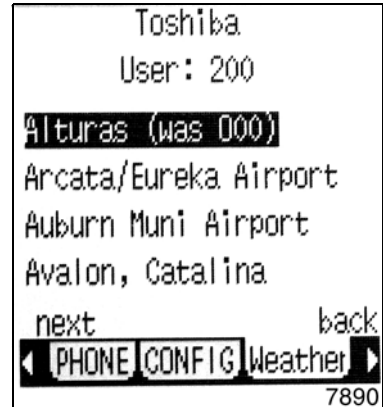 Toshiba
User: 200
Alturas (was 000)
Arcata/Eureka Airport
Auburn Muni Airport
Avalon, Catalina
next back
PHONE CONFIG Weather
7890